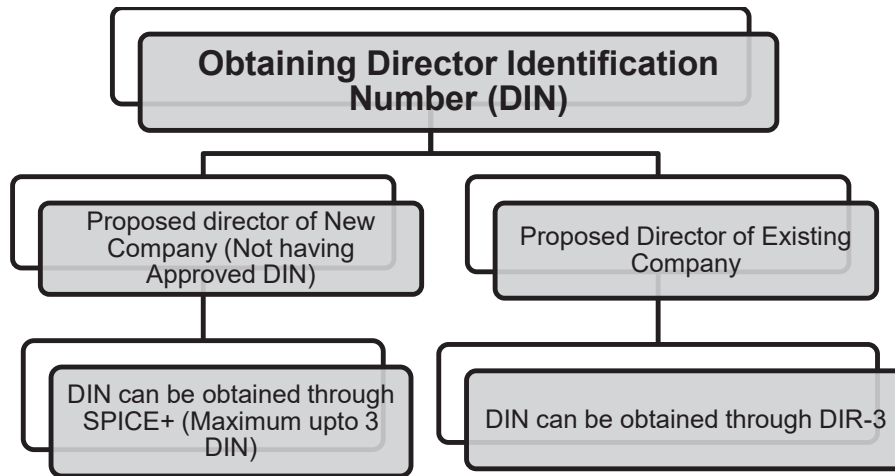 Obtaining Director Identification
Number (DIN)
Proposed director of New
Company (Not having
Approved DIN)
Proposed Director of Existing
Company
DIN can be obtained through
SPICE+ (Maximum upto 3
DIN)
DIN can be obtained through DIR-3